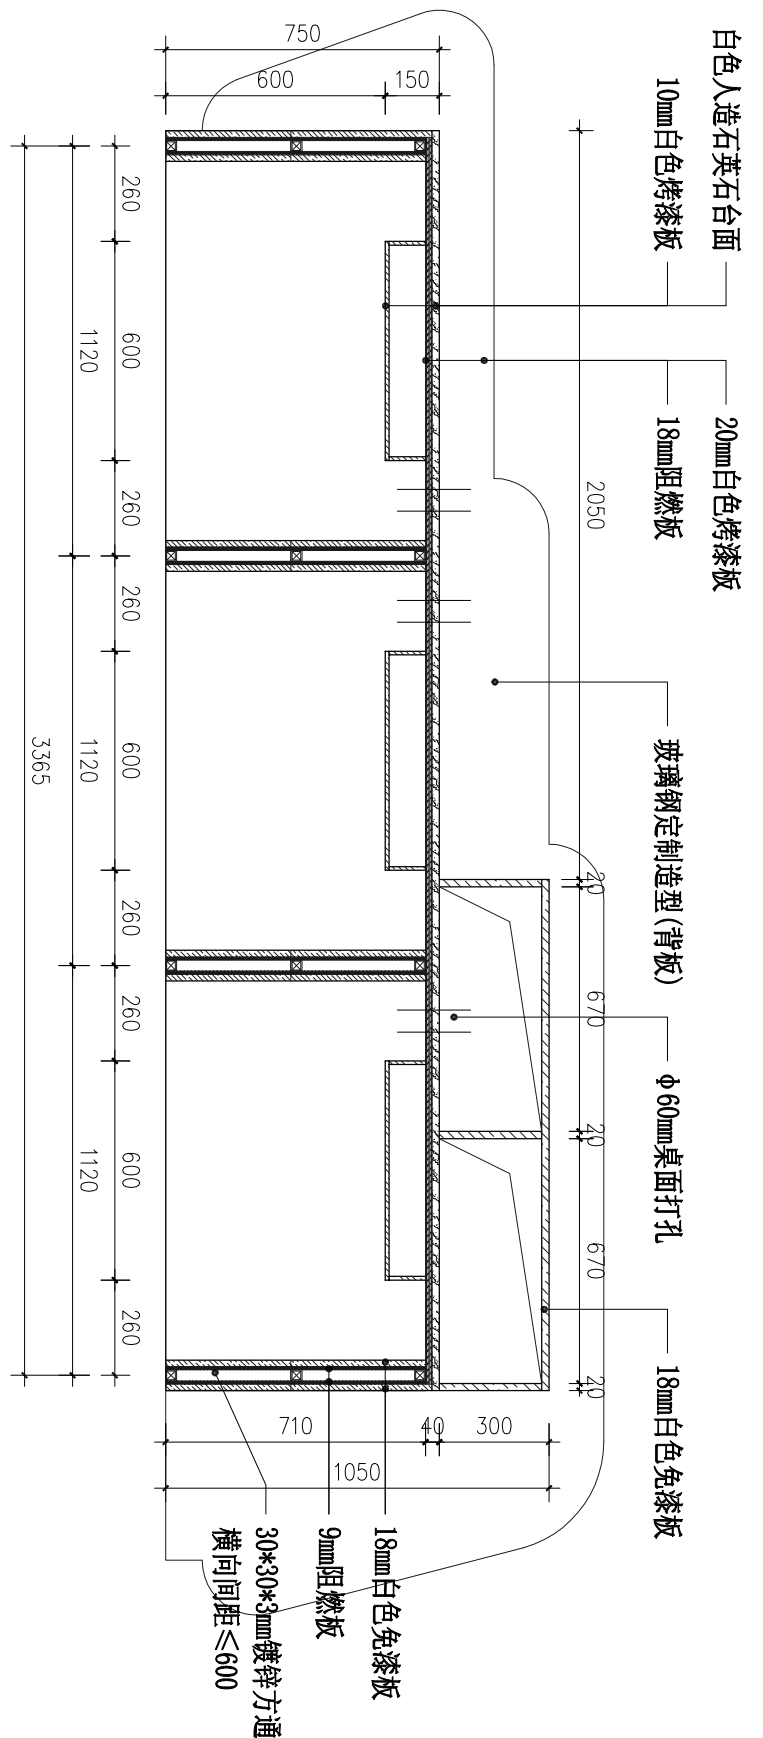 白色人造石英石台面
20mm白色烤漆板
10mm白色烤漆板
18mm阻燃板
玻璃钢定制造型(背板)
φ60mm桌面打孔
18mm白色免漆板
2050
20
670
20
670
20
750
600
150
300
40
710
1050
18mm白色免漆板
9mm阻燃板
30*30*3mm镀锌方通
横向间距≤600
260
600
260
260
600
260
260
600
260
1120
1120
1120
3365